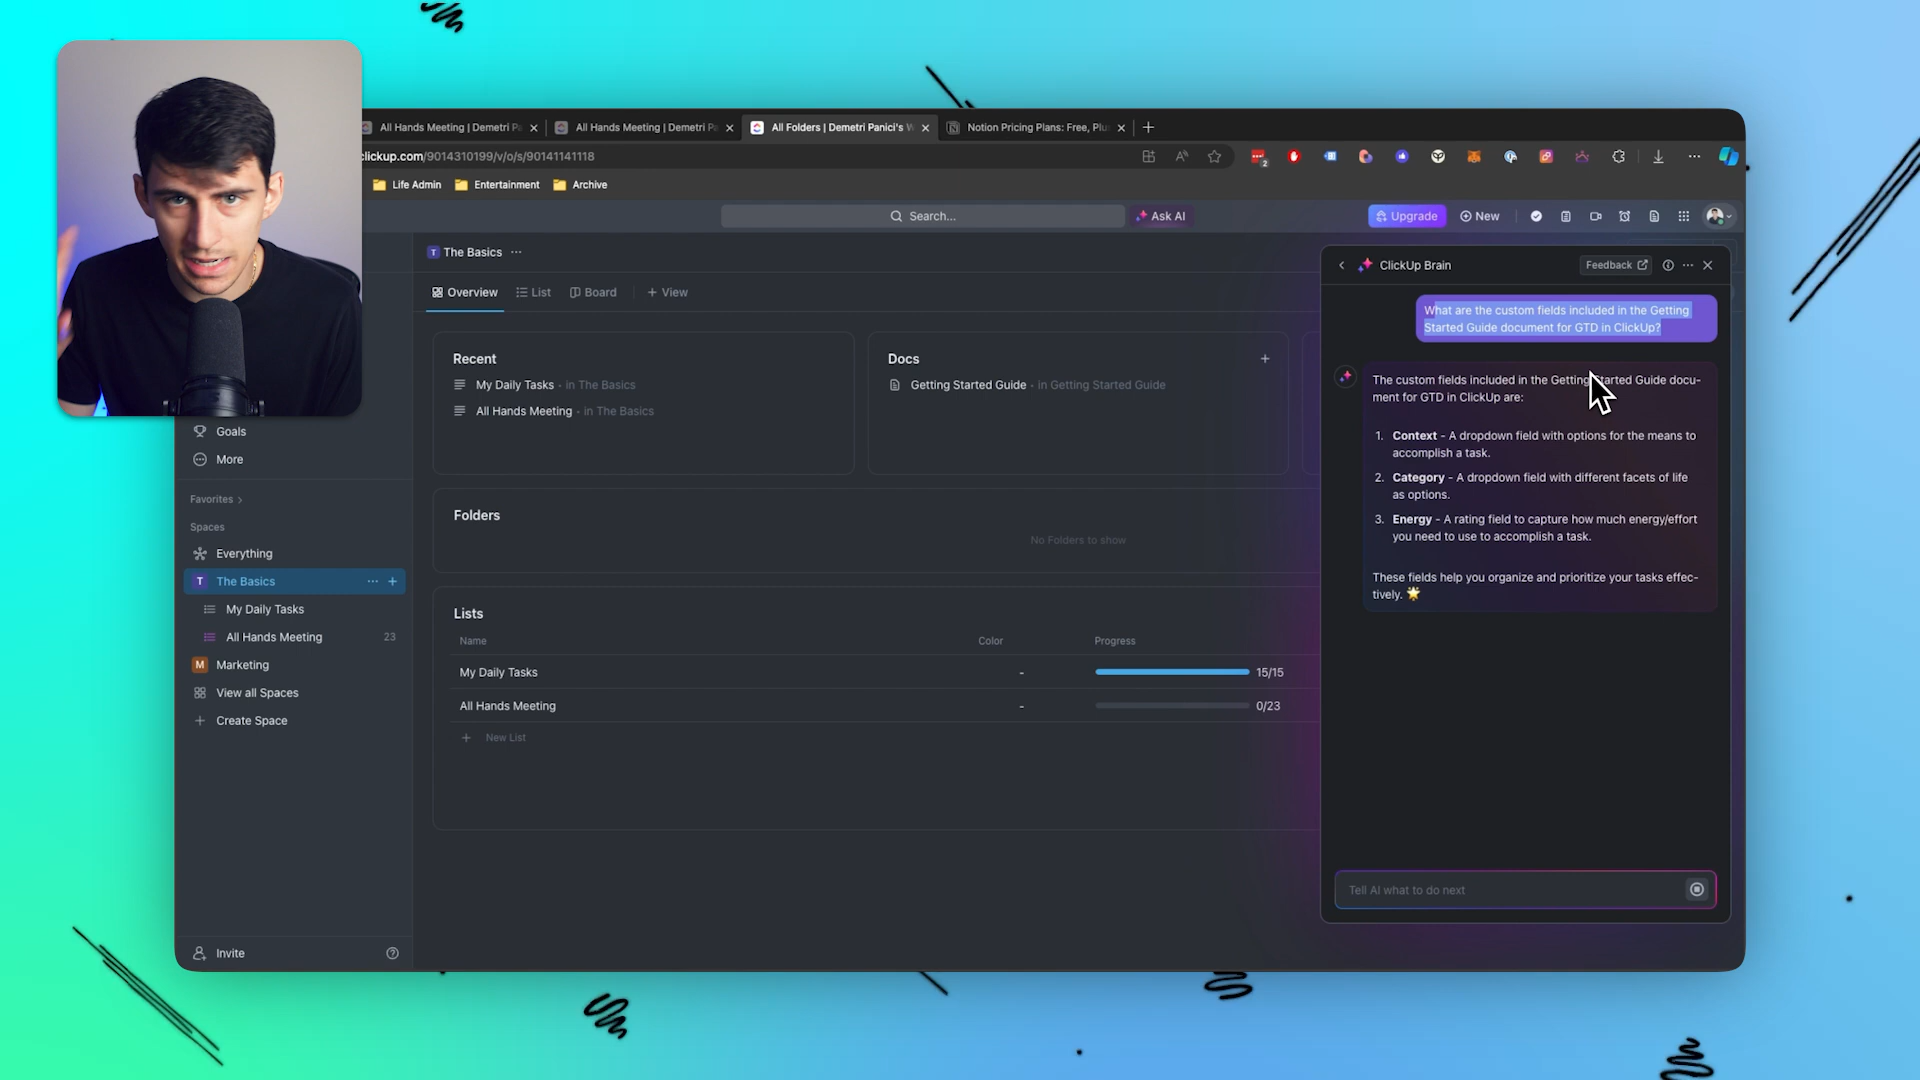 All Hands Meeting | Demetri Pa
All Hands Meeting | Demetri Pa
All Folders | Demetri Panici's W
Notion Pricing Plans: Free, Plu
clickup.com/9014310199/v/o/s/90141141118
2
Life Admin
Entertainment
Archive
Search...
Ask AI
Upgrade
New
T The Basics
Overview
List
Board
+ View
Recent
My Daily Tasks • in The Basics
All Hands Meeting • in The Basics
Docs
Getting Started Guide • in Getting Started Guide
Folders
No Folders to show
Lists
Name
Color
Progress
My Daily Tasks
-
15/15
All Hands Meeting
-
0/23
+ New List
Goals
More
Favorites
Spaces
Everything
T The Basics
My Daily Tasks
All Hands Meeting 23
M Marketing
View all Spaces
Create Space
Invite
ClickUp Brain
Feedback
What are the custom fields included in the Getting
Started Guide document for GTD in ClickUp?
The custom fields included in the Getting Started Guide docu-
ment for GTD in ClickUp are:
1. Context - A dropdown field with options for the means to
accomplish a task.
2. Category - A dropdown field with different facets of life
as options.
3. Energy - A rating field to capture how much energy/effort
you need to use to accomplish a task.
These fields help you organize and prioritize your tasks effec-
tively. 🌟
Tell AI what to do next